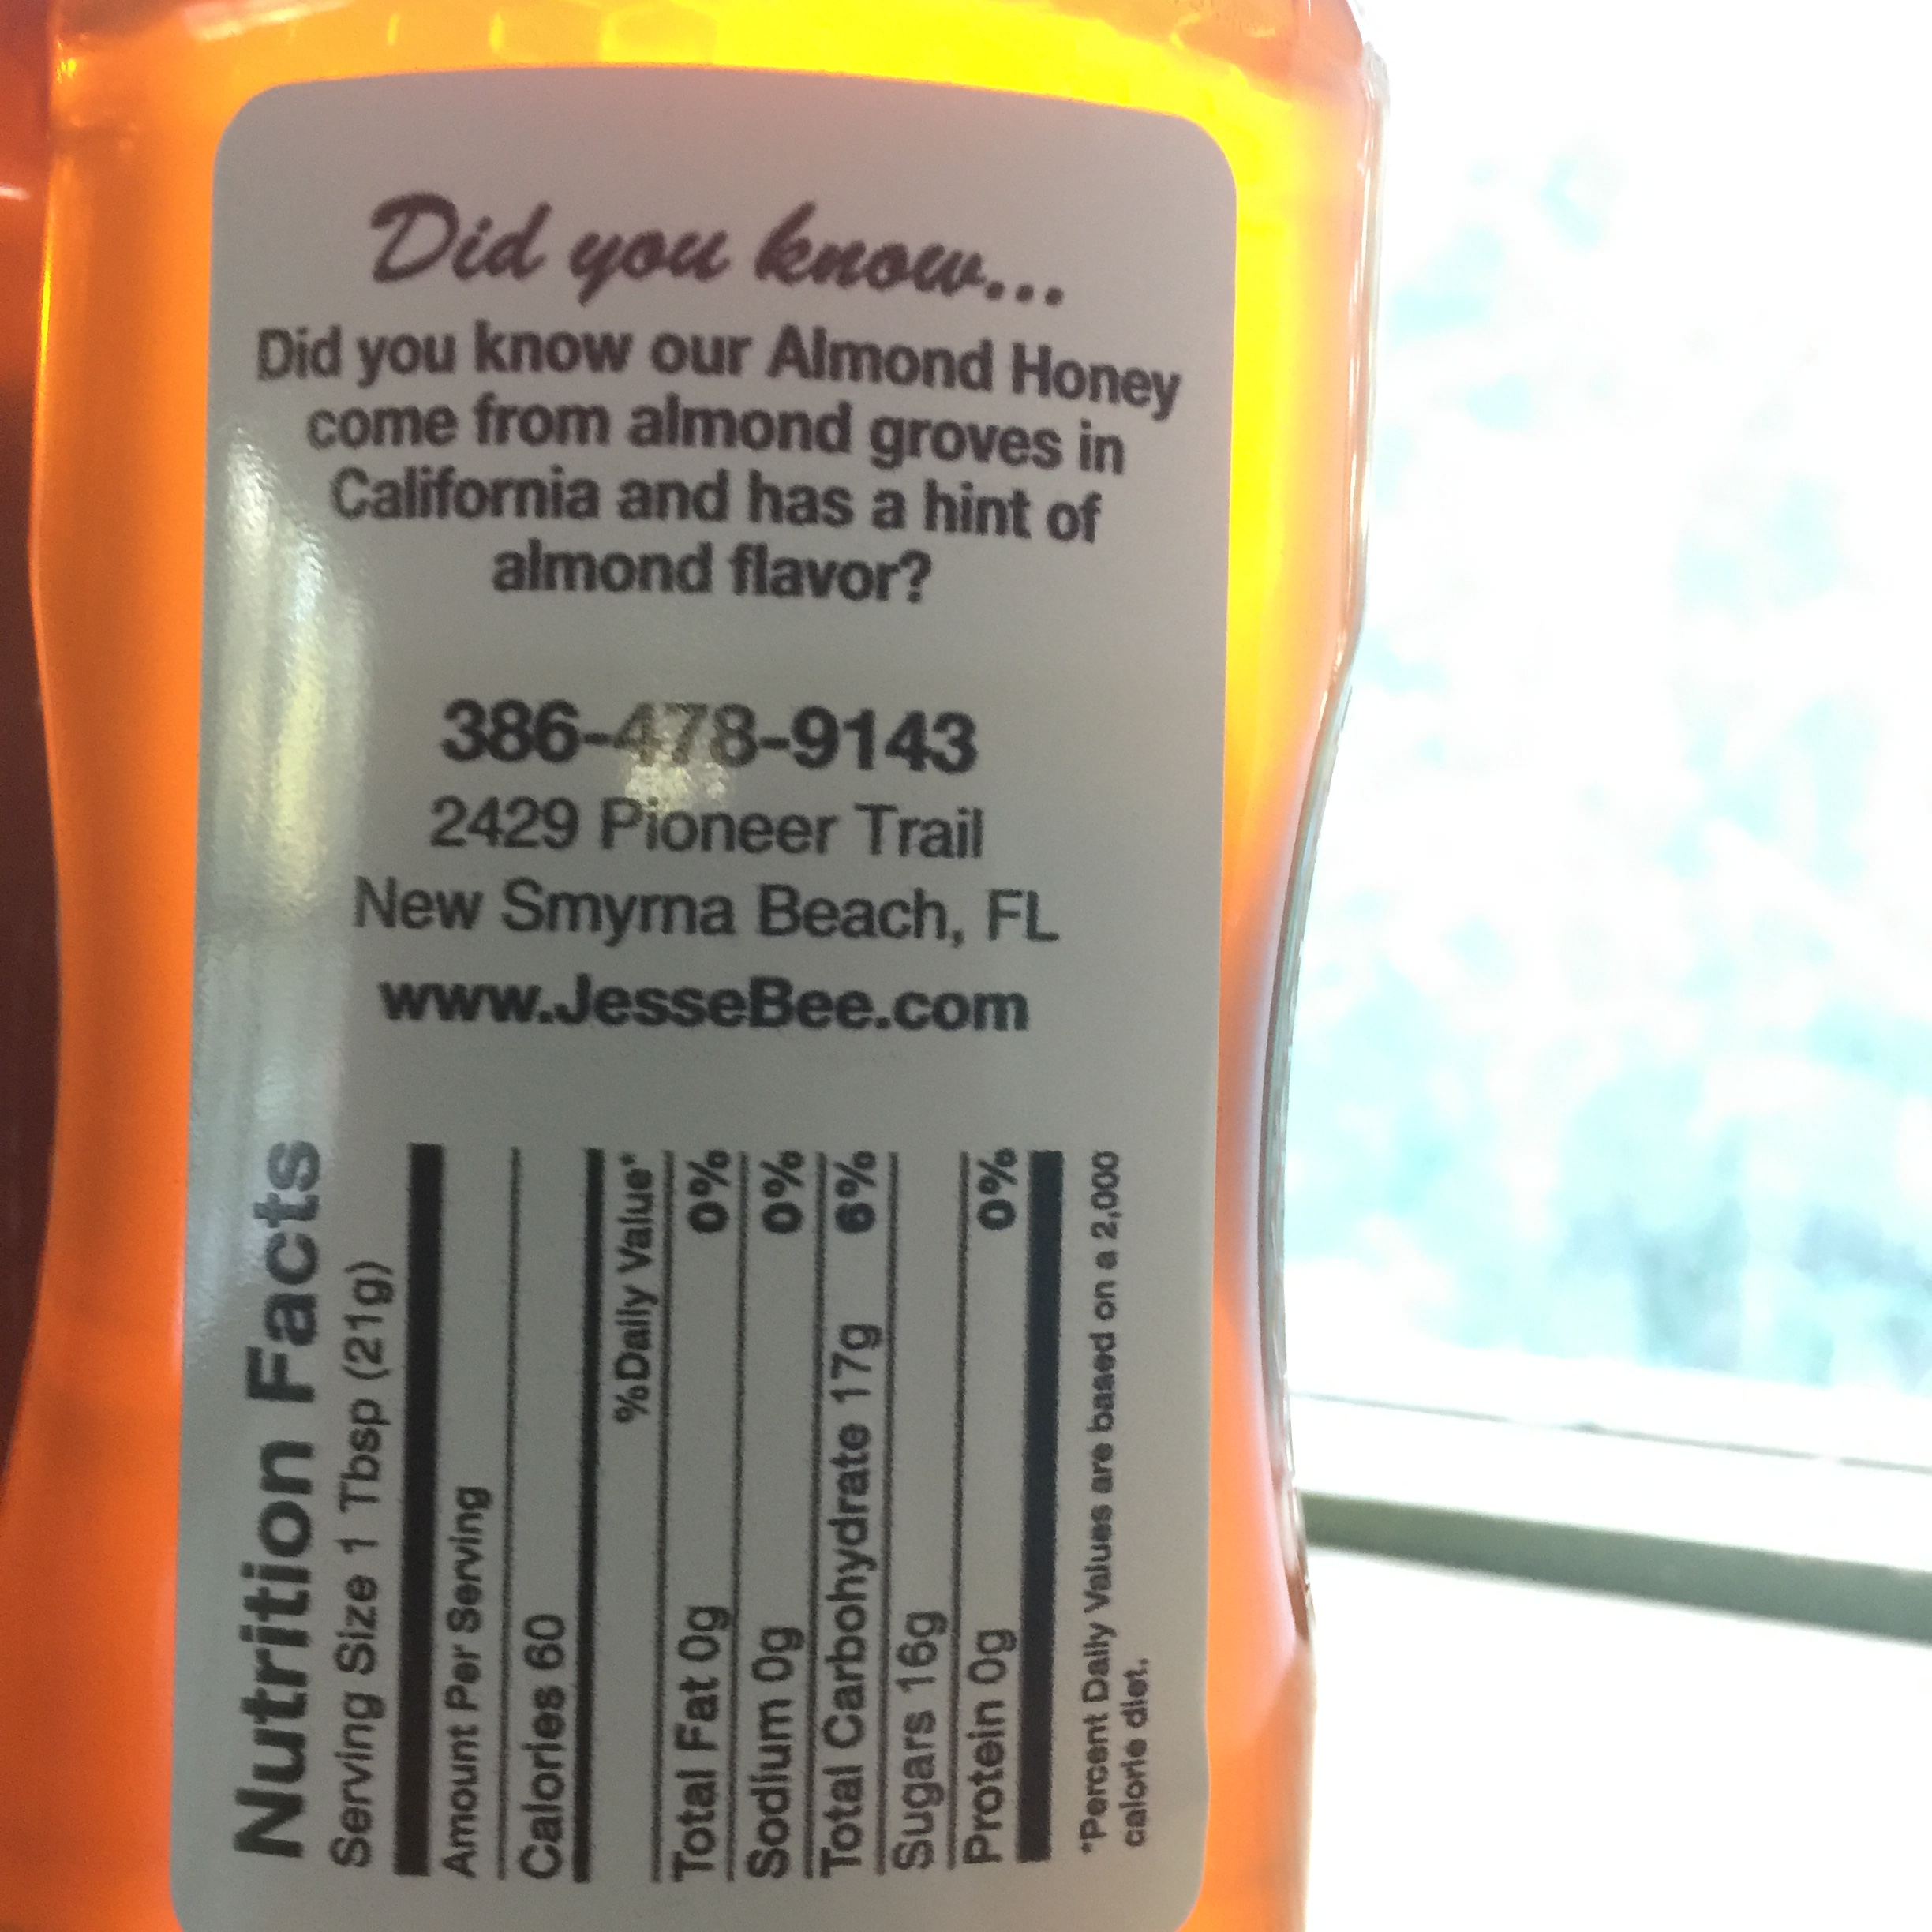 Did you know...
Did you know our Almond Honey
come from almond groves in
California and has a hint of
almond flavor?
386-478-9143
2429 Pioneer Trail
New Smyrna Beach, FL
www.JesseBee.com
Nutrition Facts
Serving Size 1 Tbsp (21g)
Amount Per Serving
Calories 60
%Daily Value*
Total Fat 0g 0%
Sodium 0g 0%
Total Carbohydrate 17g 6%
Sugars 16g
Protein 0g 0%
*Percent Daily Values are based on a 2,000
calorie diet.